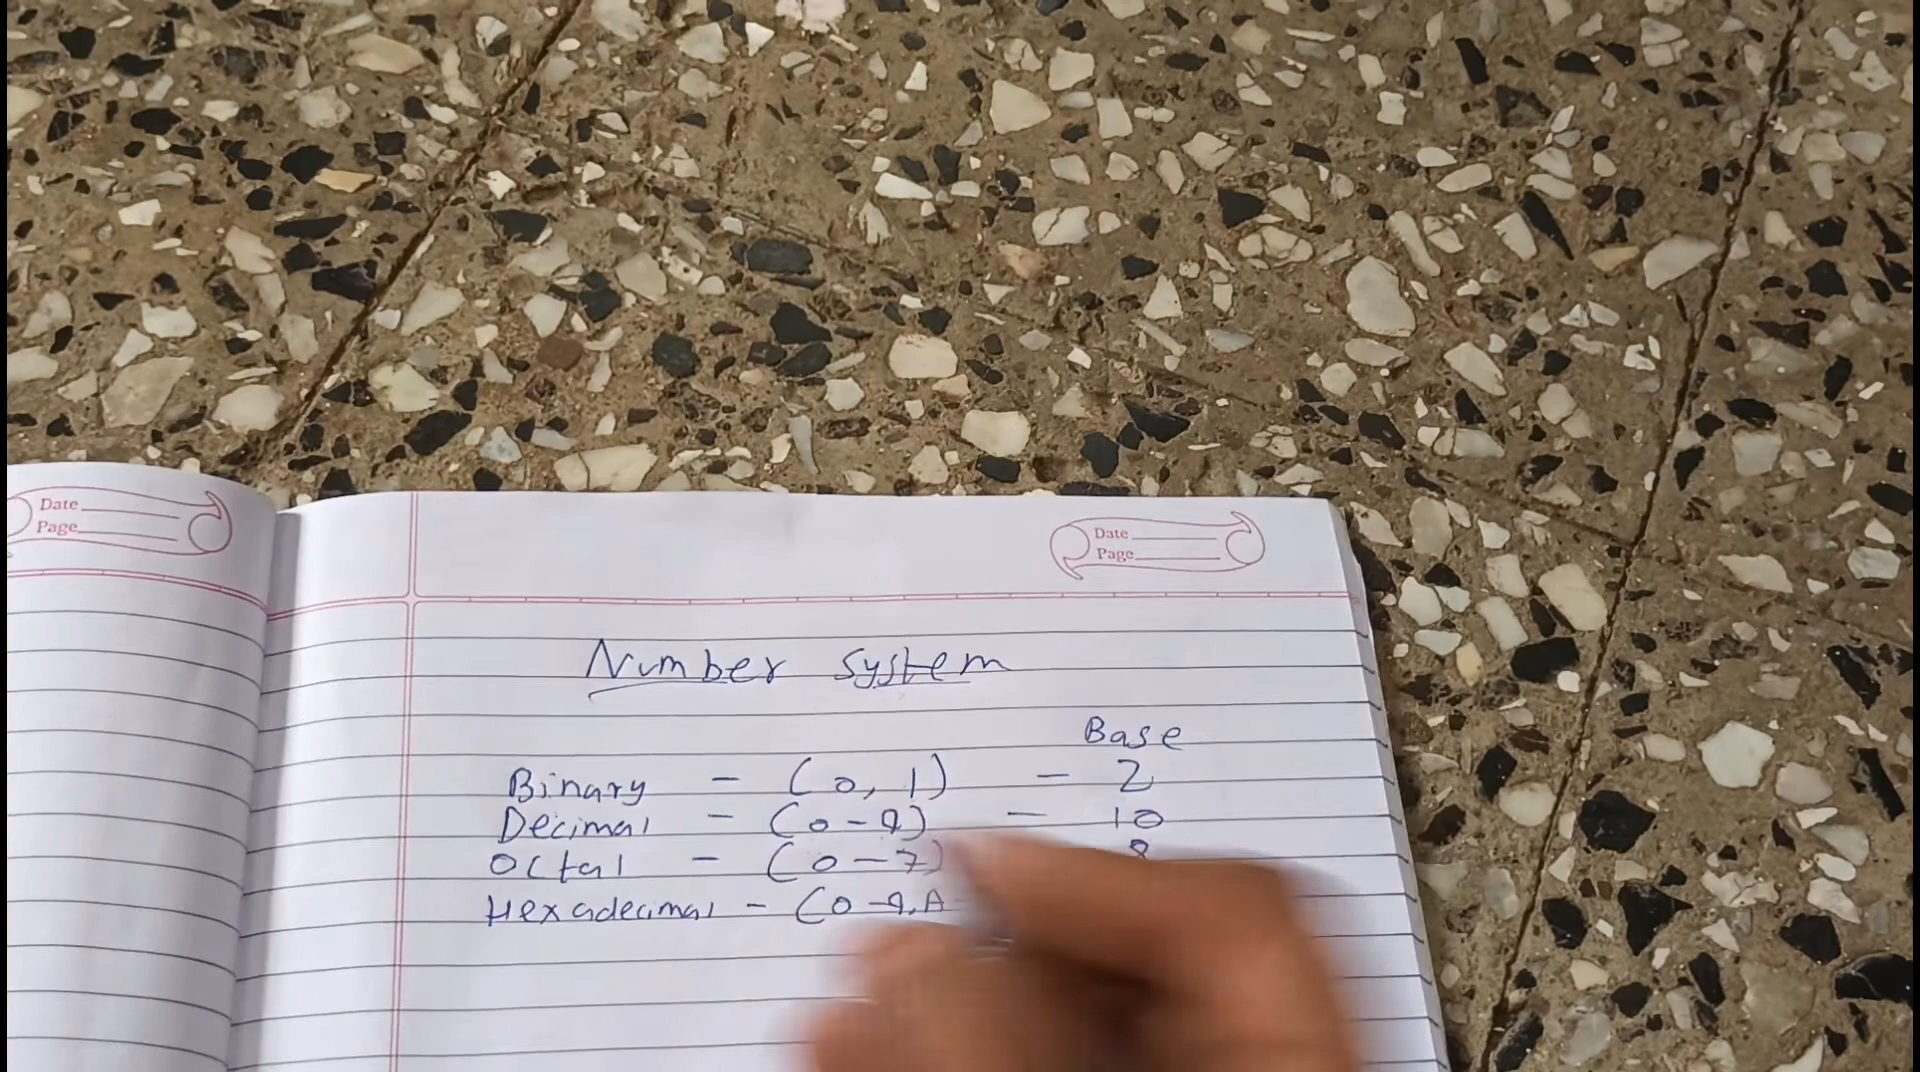 Date
Page
Date
Page
Number system
Base
Binary - (0, 1) - 2
Decimal - (0-9) - 10
Octal - (0-7) 8
Hexadecimal - (0-9,A